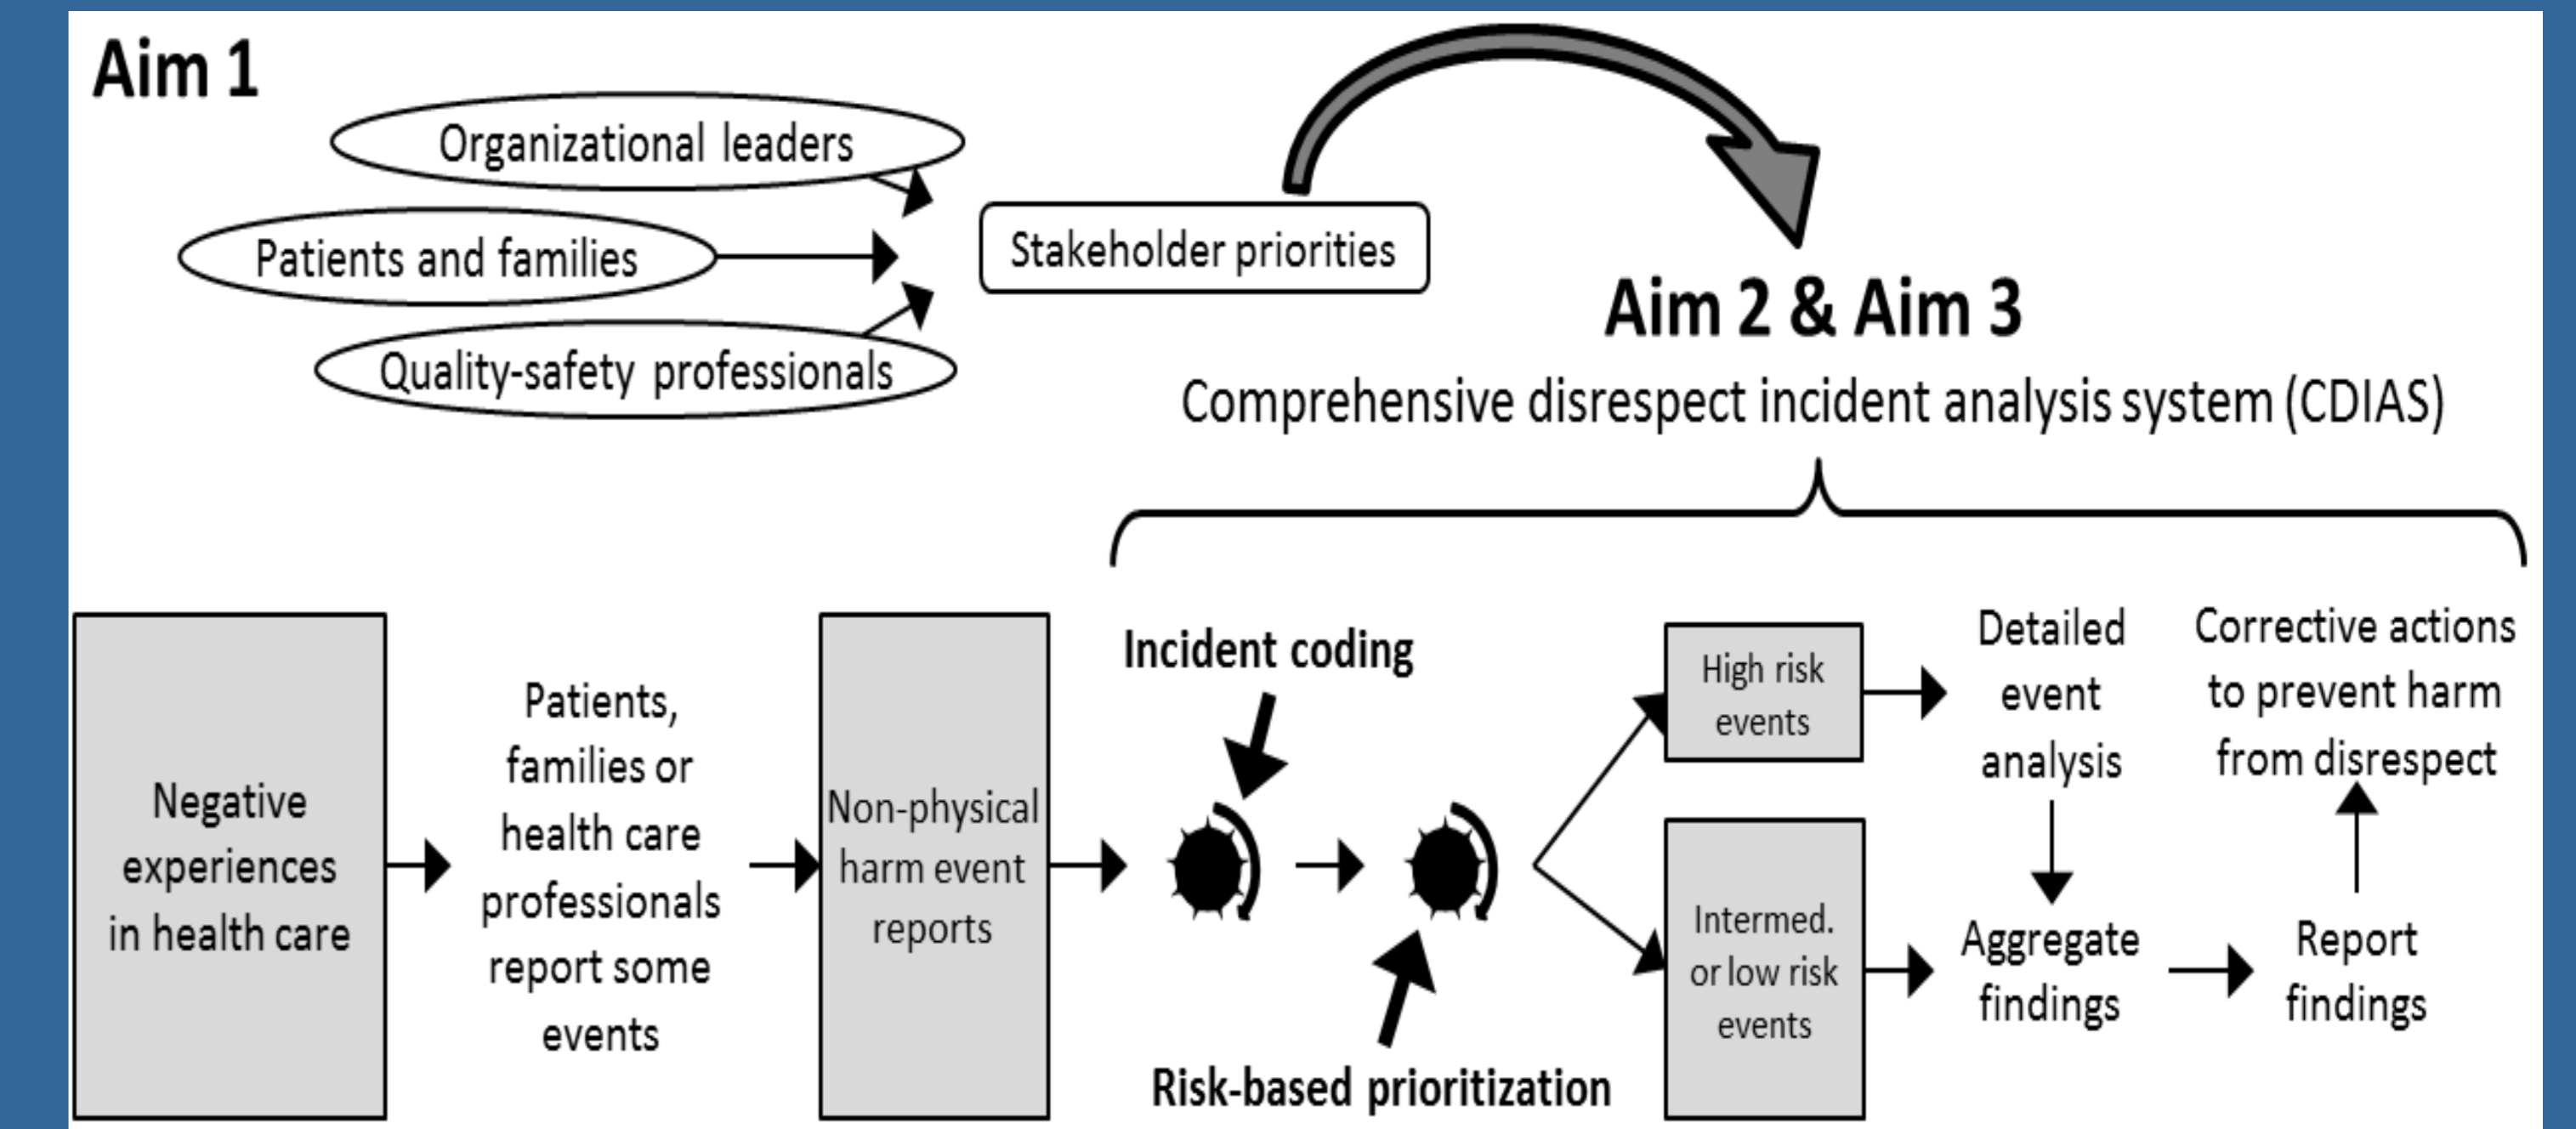 Aim 1
Organizational leaders
Patients and families
Quality-safety professionals
Stakeholder priorities
Aim 2 & Aim 3
Comprehensive disrespect incident analysis system (CDIAS)
Negative
experiences
in health care
Patients,
families or
health care
professionals
report some
events
Non-physical
harm event
reports
Incident coding
Risk-based prioritization
High risk
events
Intermed.
or low risk
events
Detailed
event
analysis
Aggregate
findings
Report
findings
Corrective actions
to prevent harm
from disrespect